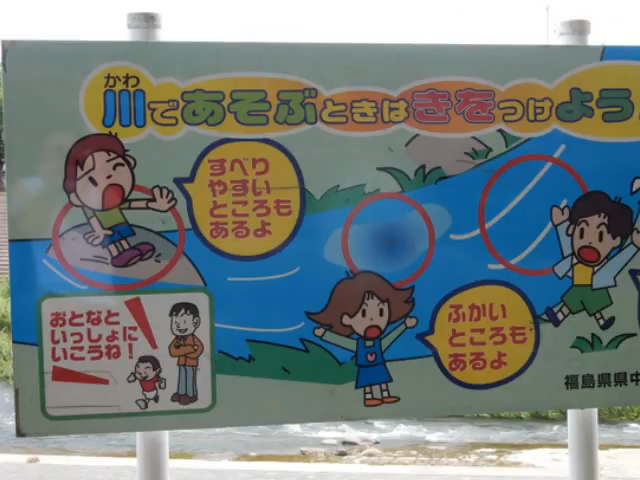 かわ
川であそぶときはきをつけよう
すべり
やすい
ところも
あるよ
おとなと
いっしょに
いこうね！
ふかい
ところも
あるよ
福島県県中